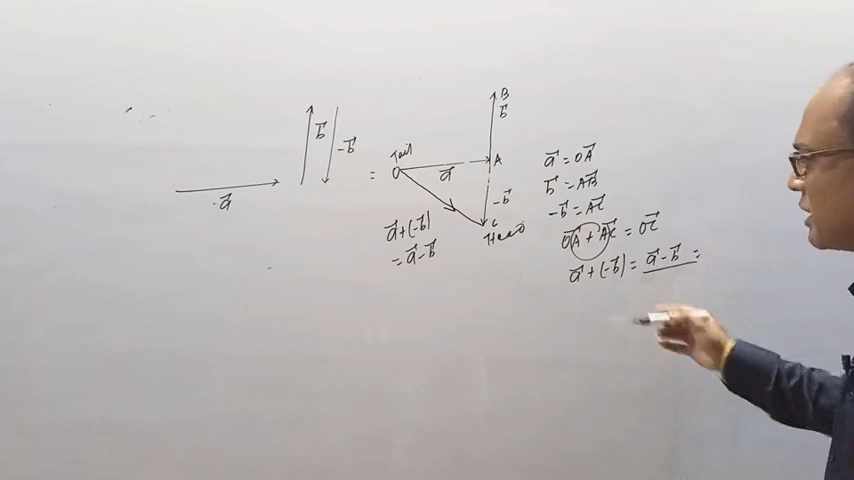 a⃗
b⃗
-b⃗
=
Tail
O
a⃗
A
B
b⃗
-b⃗
C
Head
a⃗+(-b⃗)
= a⃗-b⃗
a⃗ = OA⃗
b⃗ = AB⃗
-b⃗ = AC⃗
OA⃗ + AC⃗ = OC⃗
a⃗ + (-b⃗) = a⃗-b⃗ =